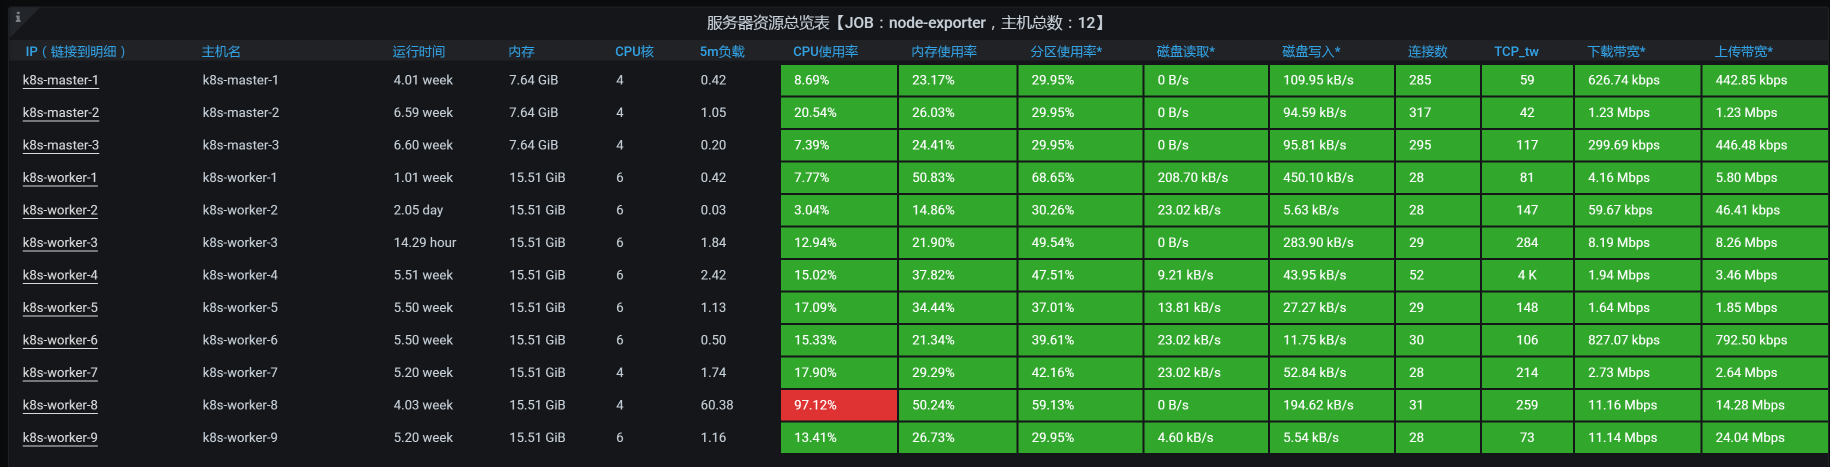 服务器资源总览表【JOB：node-exporter，主机总数：12】
IP（链接到明细） 主机名 运行时间 内存 CPU核 5m负载 CPU使用率 内存使用率 分区使用率* 磁盘读取* 磁盘写入* 连接数 TCP_tw 下载带宽* 上传带宽*
k8s-master-1 k8s-master-1 4.01 week 7.64 GiB 4 0.42 8.69% 23.17% 29.95% 0 B/s 109.95 kB/s 285 59 626.74 kbps 442.85 kbps
k8s-master-2 k8s-master-2 6.59 week 7.64 GiB 4 1.05 20.54% 26.03% 29.95% 0 B/s 94.59 kB/s 317 42 1.23 Mbps 1.23 Mbps
k8s-master-3 k8s-master-3 6.60 week 7.64 GiB 4 0.20 7.39% 24.41% 29.95% 0 B/s 95.81 kB/s 295 117 299.69 kbps 446.48 kbps
k8s-worker-1 k8s-worker-1 1.01 week 15.51 GiB 6 0.42 7.77% 50.83% 68.65% 208.70 kB/s 450.10 kB/s 28 81 4.16 Mbps 5.80 Mbps
k8s-worker-2 k8s-worker-2 2.05 day 15.51 GiB 6 0.03 3.04% 14.86% 30.26% 23.02 kB/s 5.63 kB/s 28 147 59.67 kbps 46.41 kbps
k8s-worker-3 k8s-worker-3 14.29 hour 15.51 GiB 6 1.84 12.94% 21.90% 49.54% 0 B/s 283.90 kB/s 29 284 8.19 Mbps 8.26 Mbps
k8s-worker-4 k8s-worker-4 5.51 week 15.51 GiB 6 2.42 15.02% 37.82% 47.51% 9.21 kB/s 43.95 kB/s 52 4 K 1.94 Mbps 3.46 Mbps
k8s-worker-5 k8s-worker-5 5.50 week 15.51 GiB 6 1.13 17.09% 34.44% 37.01% 13.81 kB/s 27.27 kB/s 29 148 1.64 Mbps 1.85 Mbps
k8s-worker-6 k8s-worker-6 5.50 week 15.51 GiB 6 0.50 15.33% 21.34% 39.61% 23.02 kB/s 11.75 kB/s 30 106 827.07 kbps 792.50 kbps
k8s-worker-7 k8s-worker-7 5.20 week 15.51 GiB 4 1.74 17.90% 29.29% 42.16% 23.02 kB/s 52.84 kB/s 28 214 2.73 Mbps 2.64 Mbps
k8s-worker-8 k8s-worker-8 4.03 week 15.51 GiB 4 60.38 97.12% 50.24% 59.13% 0 B/s 194.62 kB/s 31 259 11.16 Mbps 14.28 Mbps
k8s-worker-9 k8s-worker-9 5.20 week 15.51 GiB 6 1.16 13.41% 26.73% 29.95% 4.60 kB/s 5.54 kB/s 28 73 11.14 Mbps 24.04 Mbps